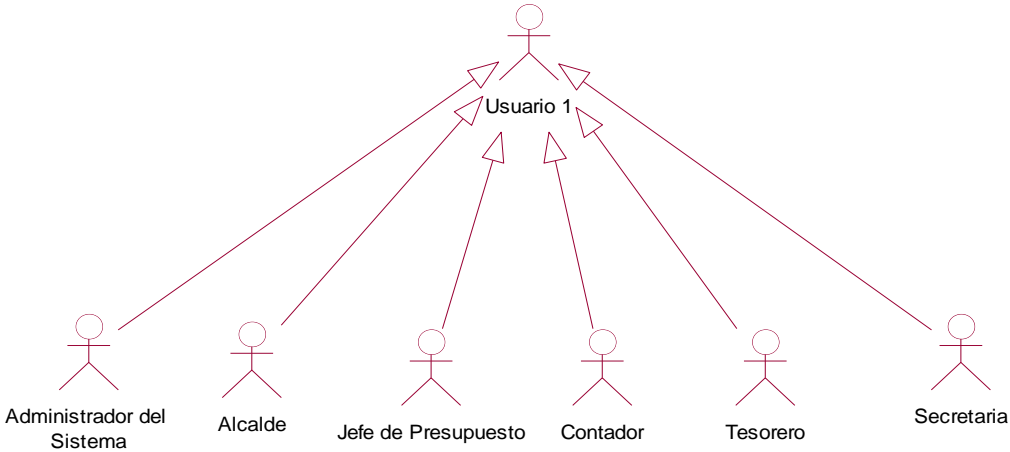 Usuario 1
Administrador del
Sistema
Alcalde
Jefe de Presupuesto
Contador
Tesorero
Secretaria